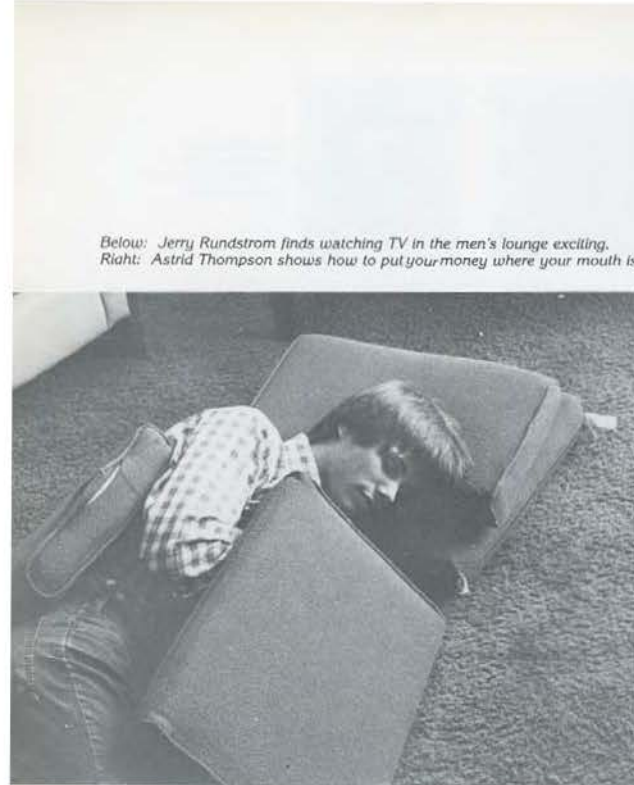 Below: Jerry Rundstrom finds watching TV in the men's lounge exciting.
Right: Astrid Thompson shows how to put your money where your mouth is